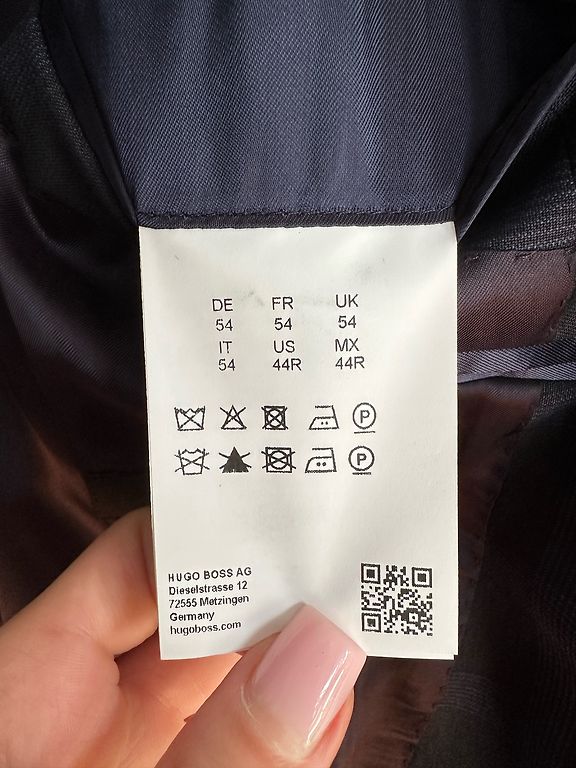 DE FR UK
54 54 54
IT US MX
54 44R 44R
P
P
HUGO BOSS AG
Dieselstrasse 12
72555 Metzingen
Germany
hugoboss.com